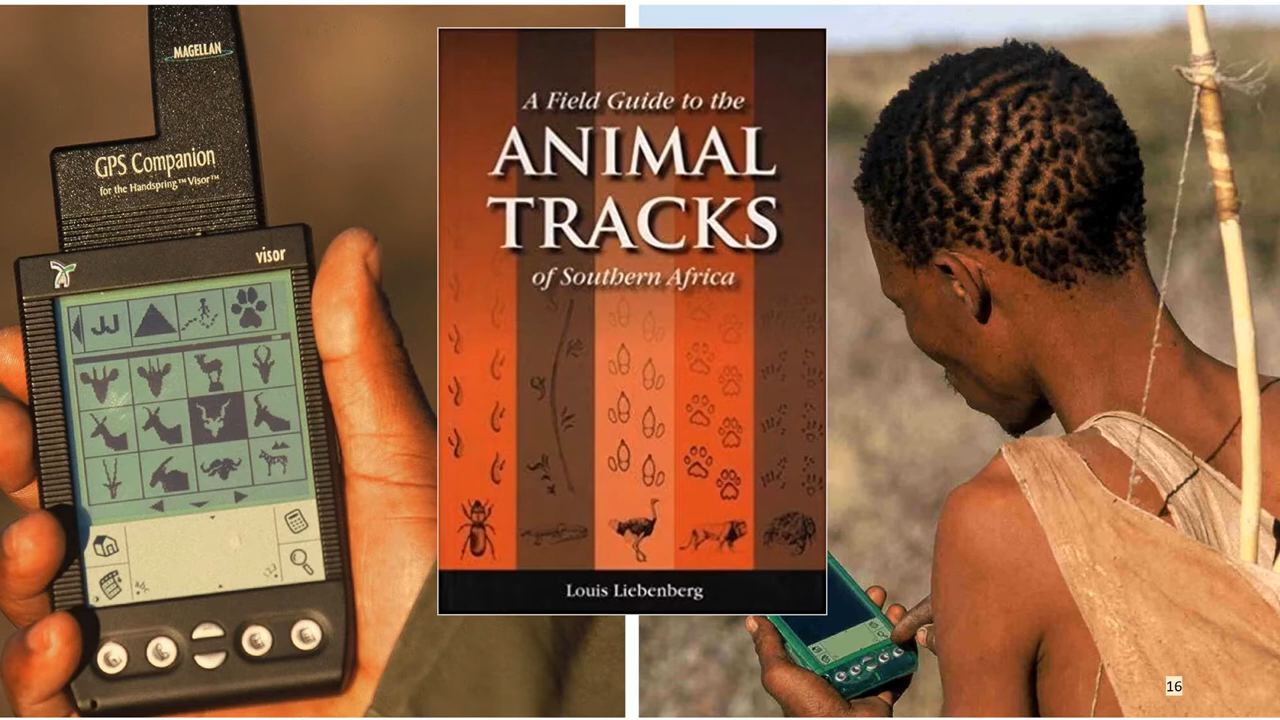 MAGELLAN
GPS Companion
for the Handspring™ Visor™
visor
A Field Guide to the
ANIMAL
TRACKS
of Southern Africa
Louis Liebenberg
16